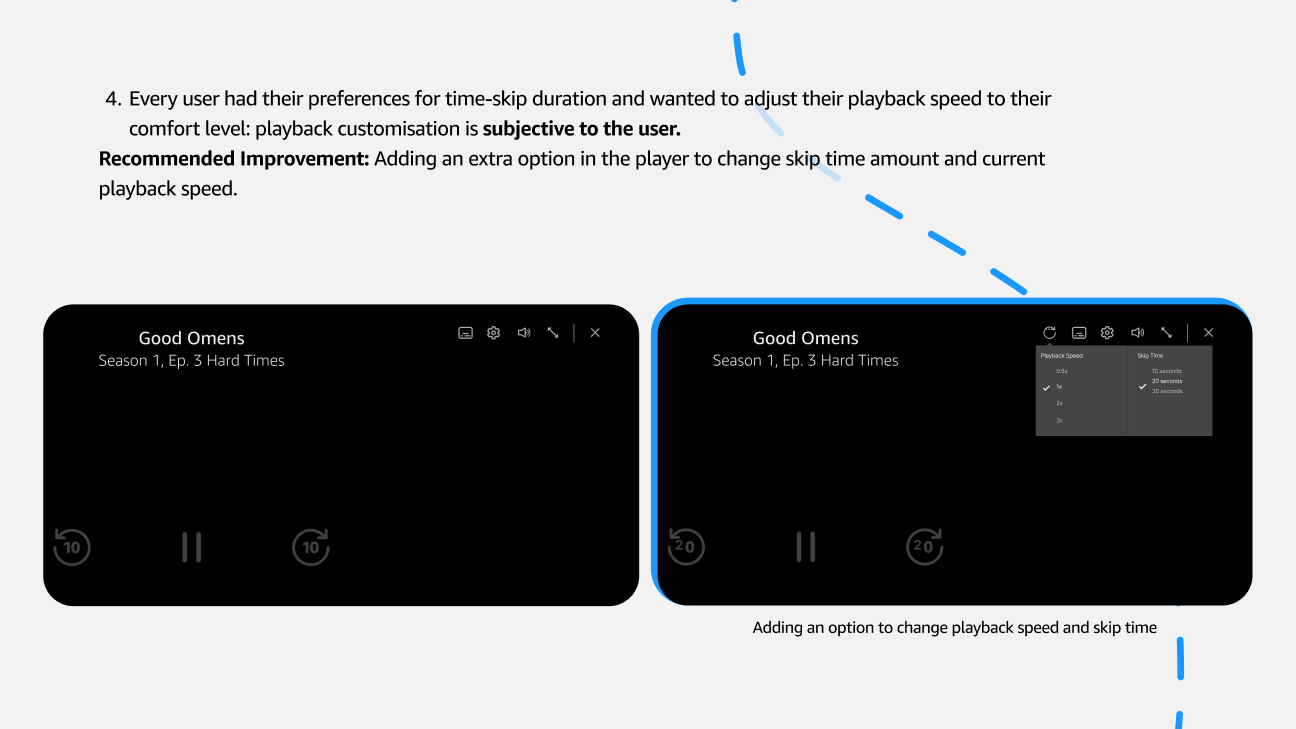 4. Every user had their preferences for time-skip duration and wanted to adjust their playback speed to their
comfort level: playback customisation is subjective to the user.
Recommended Improvement: Adding an extra option in the player to change skip time amount and current
playback speed.
Good Omens
Season 1, Ep. 3 Hard Times
10
10
Good Omens
Season 1, Ep. 3 Hard Times
Playback Speed
0.5x
1x
2x
3x
Skip Time
10 seconds
20 seconds
30 seconds
20
20
Adding an option to change playback speed and skip time